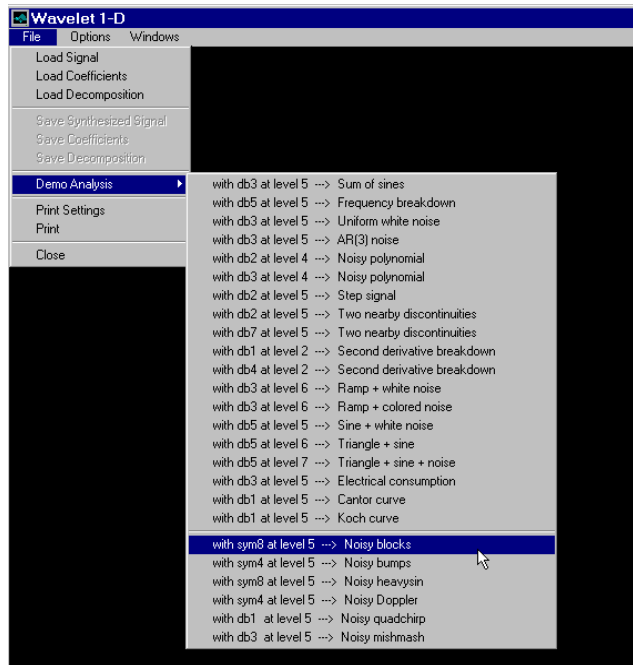 Wavelet 1-D
File Options Windows
Load Signal
Load Coefficients
Load Decomposition
Save Synthesized Signal
Save Coefficients
Save Decomposition
Demo Analysis
Print Settings
Print
Close
with db3 at level 5 ---> Sum of sines
with db5 at level 5 ---> Frequency breakdown
with db3 at level 5 ---> Uniform white noise
with db3 at level 5 ---> AR(3) noise
with db2 at level 4 ---> Noisy polynomial
with db3 at level 4 ---> Noisy polynomial
with db2 at level 5 ---> Step signal
with db2 at level 5 ---> Two nearby discontinuities
with db7 at level 5 ---> Two nearby discontinuities
with db1 at level 2 ---> Second derivative breakdown
with db4 at level 2 ---> Second derivative breakdown
with db3 at level 6 ---> Ramp + white noise
with db3 at level 6 ---> Ramp + colored noise
with db5 at level 5 ---> Sine + white noise
with db5 at level 6 ---> Triangle + sine
with db5 at level 7 ---> Triangle + sine + noise
with db3 at level 5 ---> Electrical consumption
with db1 at level 5 ---> Cantor curve
with db1 at level 5 ---> Koch curve
with sym8 at level 5 ---> Noisy blocks
with sym4 at level 5 ---> Noisy bumps
with sym8 at level 5 ---> Noisy heavysin
with sym4 at level 5 ---> Noisy Doppler
with db1 at level 5 ---> Noisy quadchirp
with db3 at level 5 ---> Noisy mishmash